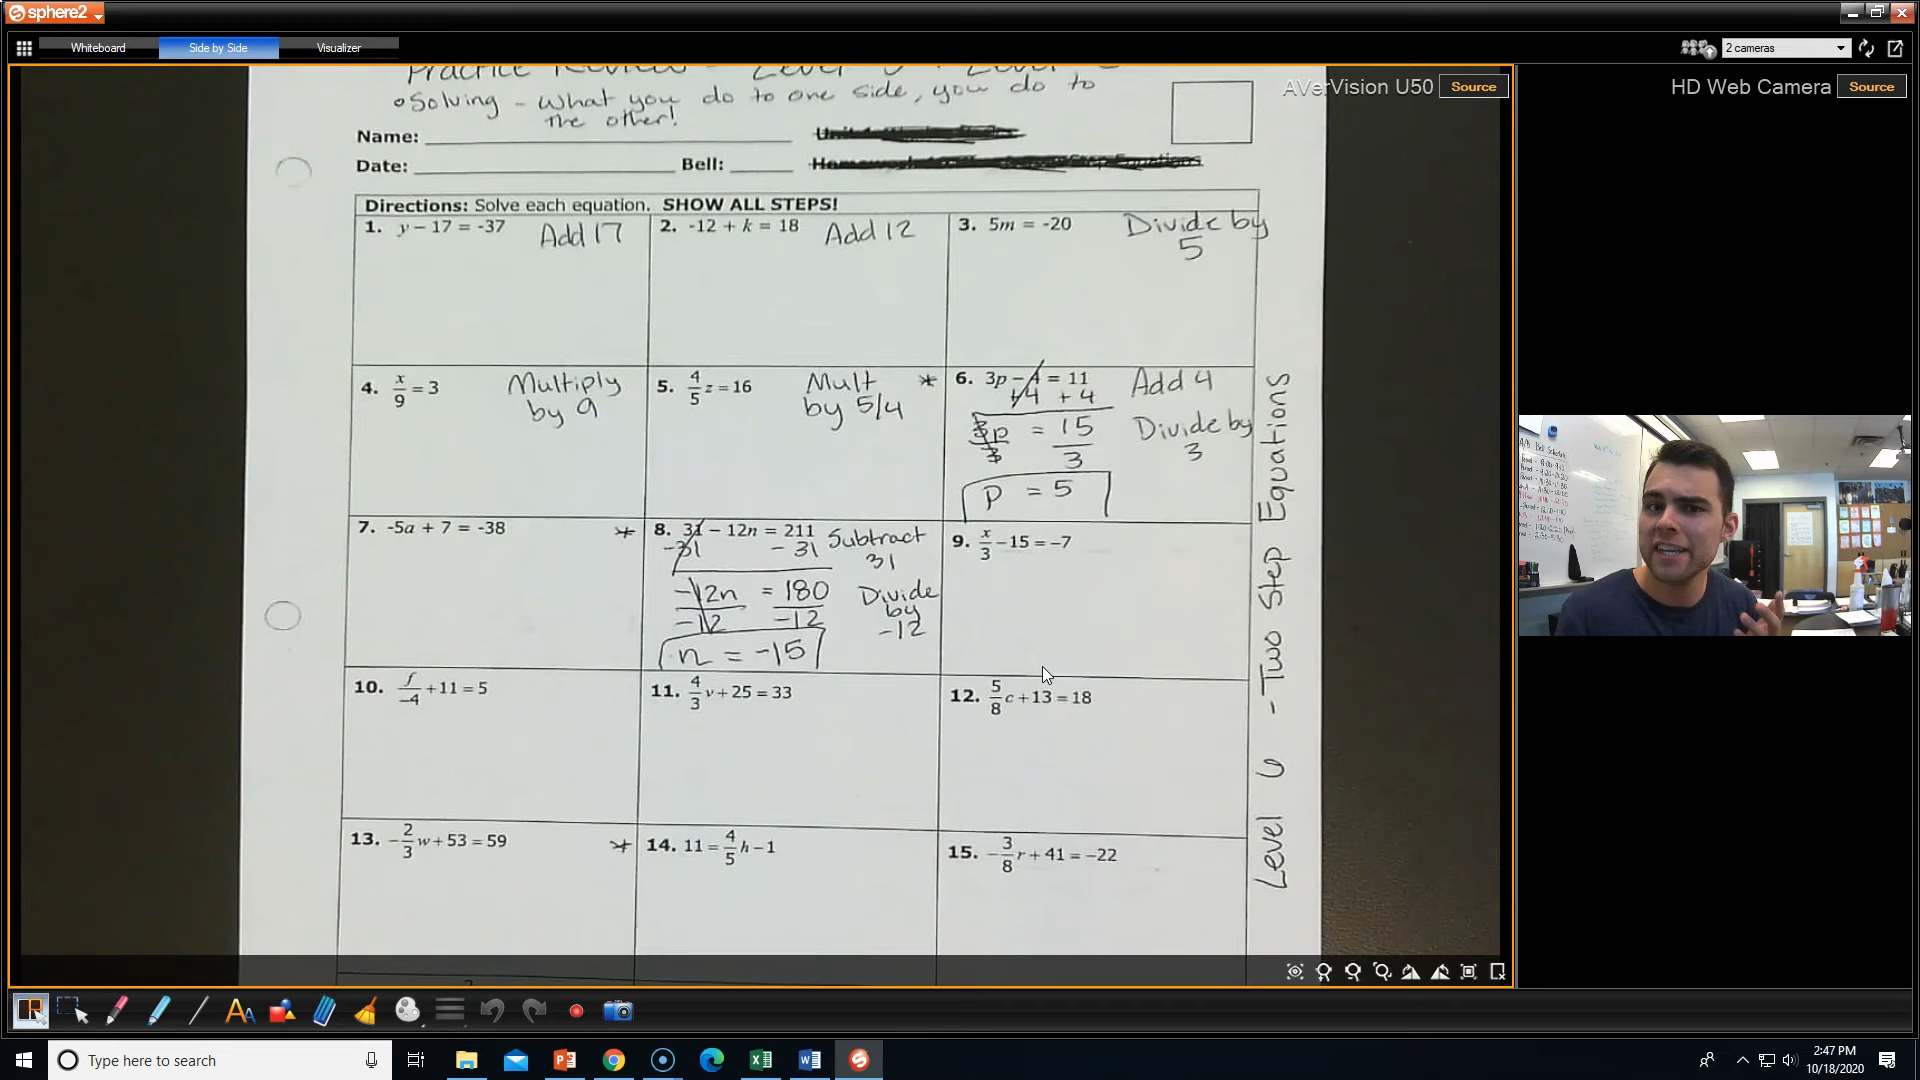 sphere2
Whiteboard
Side by Side
Visualizer
2 cameras
AVerVision U50
Source
HD Web Camera
Source
Practice Review
Solving - What you do to one side, you do to
the other!
Name:
Date: Bell:
Directions: Solve each equation. SHOW ALL STEPS!
1. y – 17 = -37 Add 17
2. -12 + k = 18 Add 12
3. 5m = -20 Divide by
5
4. x/9 = 3 Multiply
by 9
5. 4/5 z = 16 Mult
by 5/4
* 6. 3p – 4 = 11 Add 4
+4 +4
3p/3 = 15/3 Divide by
3
p = 5
7. -5a + 7 = -38
* 8. 31 – 12n = 211 Subtract
-31 -31 31
-12n/-12 = 180/-12 Divide
by
-12
n = -15
9. x/3 – 15 = –7
10. f/–4 + 11 = 5
11. 4/3 v + 25 = 33
12. 5/8 c + 13 = 18
13. –2/3 w + 53 = 59
* 14. 11 = 4/5 h – 1
15. –3/8 r + 41 = –22
Level U - Two Step Equations
A/B Bell Schedule
Type here to search
2:47 PM
10/18/2020